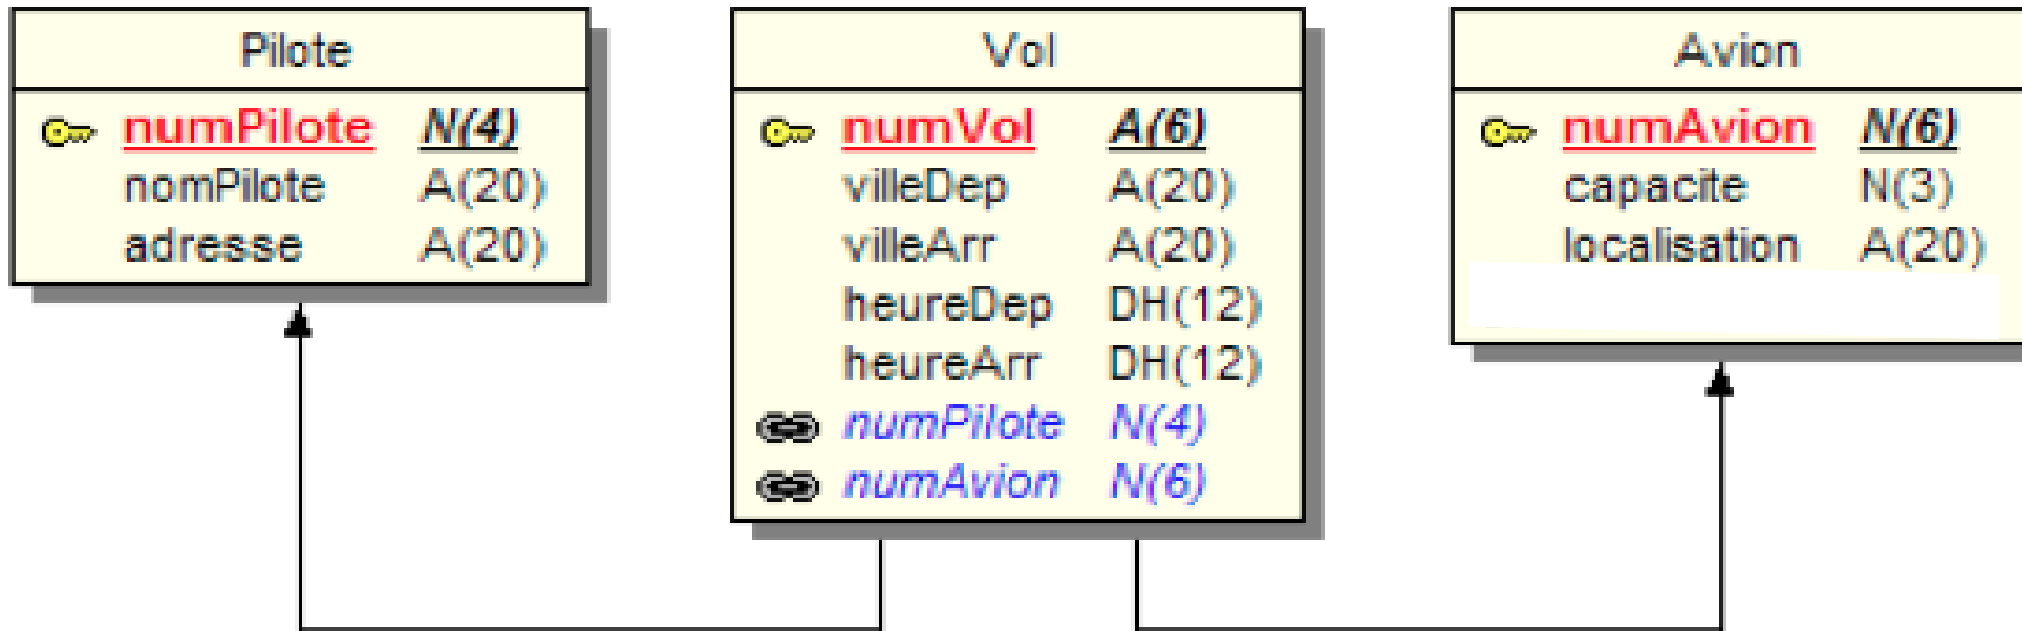 Pilote
numPilote N(4)
nomPilote A(20)
adresse A(20)
Vol
numVol A(6)
villeDep A(20)
villeArr A(20)
heureDep DH(12)
heureArr DH(12)
numPilote N(4)
numAvion N(6)
Avion
numAvion N(6)
capacite N(3)
localisation A(20)